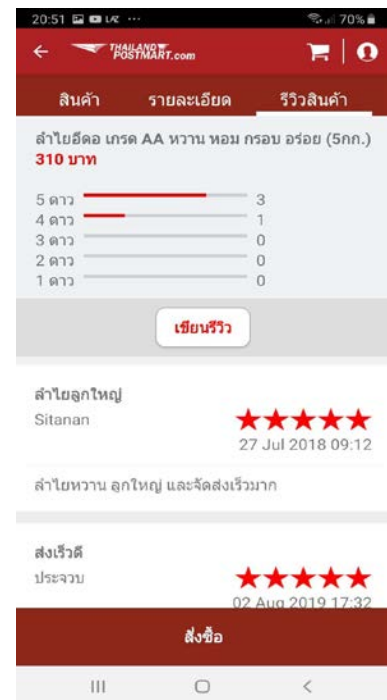 20:51 70%
THAILAND
POSTMART.com
สินค้า รายละเอียด รีวิวสินค้า
ลำไยอีดอ เกรด AA หวาน หอม กรอบ อร่อย (5กก.)
310 บาท
5 ดาว 3
4 ดาว 1
3 ดาว 0
2 ดาว 0
1 ดาว 0
เขียนรีวิว
ลำไยลูกใหญ่
Sitanan
27 Jul 2018 09:12
ลำไยหวาน ลูกใหญ่ และจัดส่งเร็วมาก
ส่งเร็วดี
ประจวบ
02 Aug 2019 17:32
สั่งซื้อ